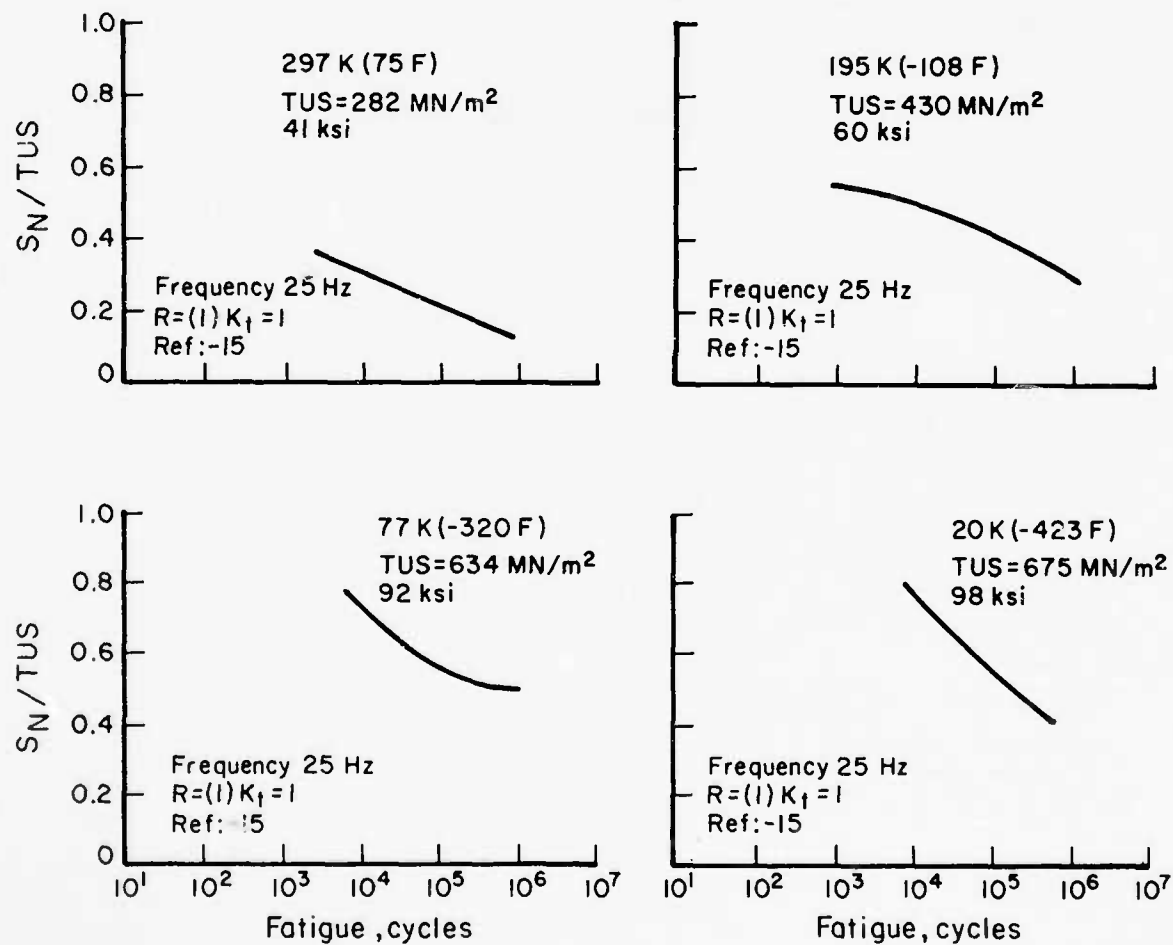 1.0
0.8
0.6
0.4
0.2
0
S_N/TUS
297 K (75 F)
TUS=282 MN/m²
41 ksi
Frequency 25 Hz
R=(1) K_t=1
Ref:-15
195 K (-108 F)
TUS=430 MN/m²
60 ksi
Frequency 25 Hz
R=(1) K_t=1
Ref:-15
1.0
0.8
0.6
0.4
0.2
0
S_N/TUS
77 K (-320 F)
TUS=634 MN/m²
92 ksi
Frequency 25 Hz
R=(1) K_t=1
Ref:-15
10¹ 10² 10³ 10⁴ 10⁵ 10⁶ 10⁷
Fatigue, cycles
20 K (-423 F)
TUS=675 MN/m²
98 ksi
Frequency 25 Hz
R=(1) K_t=1
Ref:-15
10¹ 10² 10³ 10⁴ 10⁵ 10⁶ 10⁷
Fatigue, cycles